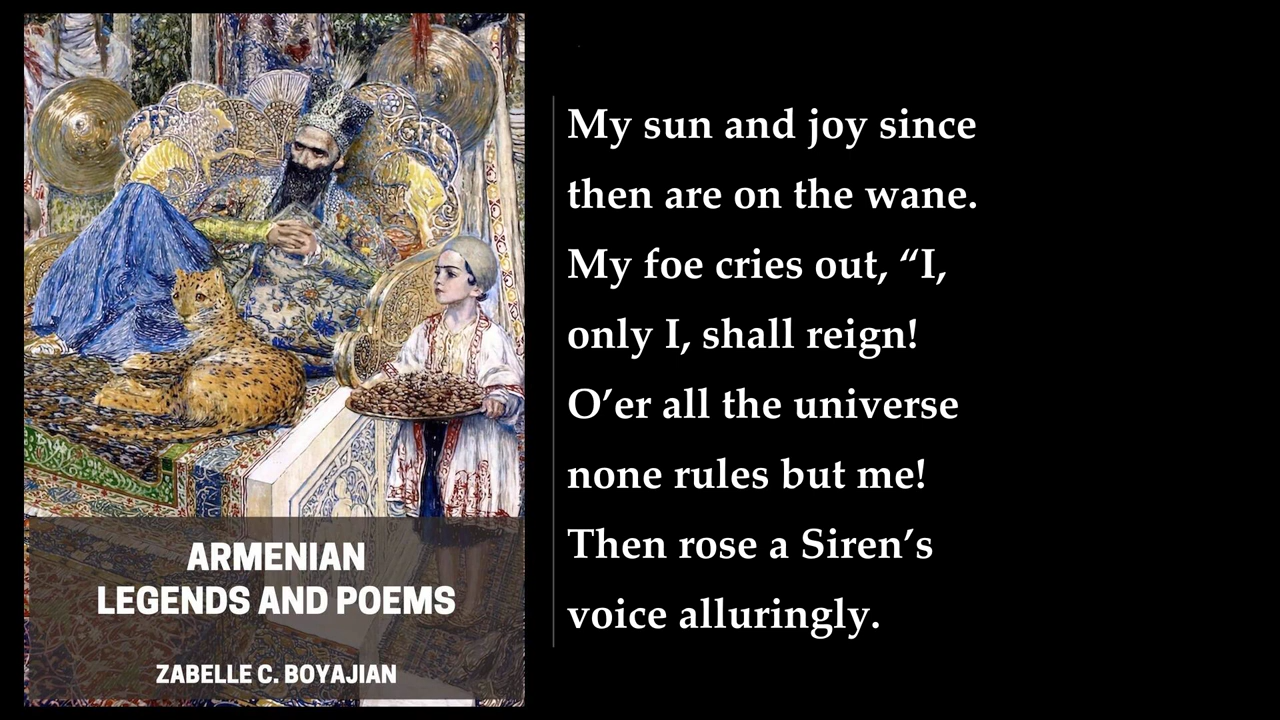 ARMENIAN
LEGENDS AND POEMS
ZABELLE C. BOYAJIAN
My sun and joy since
then are on the wane.
My foe cries out, “I,
only I, shall reign!
O’er all the universe
none rules but me!
Then rose a Siren’s
voice alluringly.